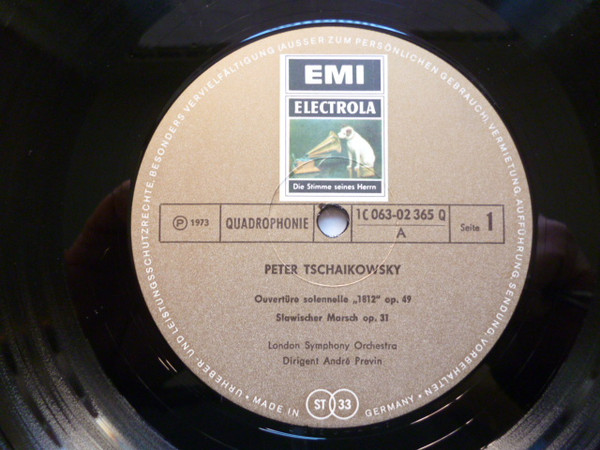 URHEBER- UND LEISTUNGSSCHUTZRECHTE, BESONDERS VERVIELFÄLTIGUNG (AUSSER ZUM PERSÖNLICHEN GEBRAUCH), VERMIETUNG, AUFFÜHRUNG, SENDUNG, VORBEHALTEN
EMI
ELECTROLA
Die Stimme seines Herrn
Ⓟ 1973 QUADROPHONIE 1C 063-02 365 Q Seite 1
A
PETER TSCHAIKOWSKY
Ouvertüre solennelle „1812" op. 49
Slawischer Marsch op. 31
London Symphony Orchestra
Dirigent André Previn
• MADE IN GERMANY •
ST 33